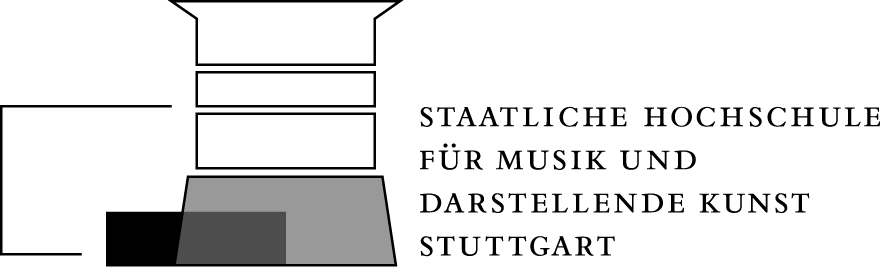 STAATLICHE HOCHSCHULE
FÜR MUSIK UND
DARSTELLENDE KUNST
STUTTGART